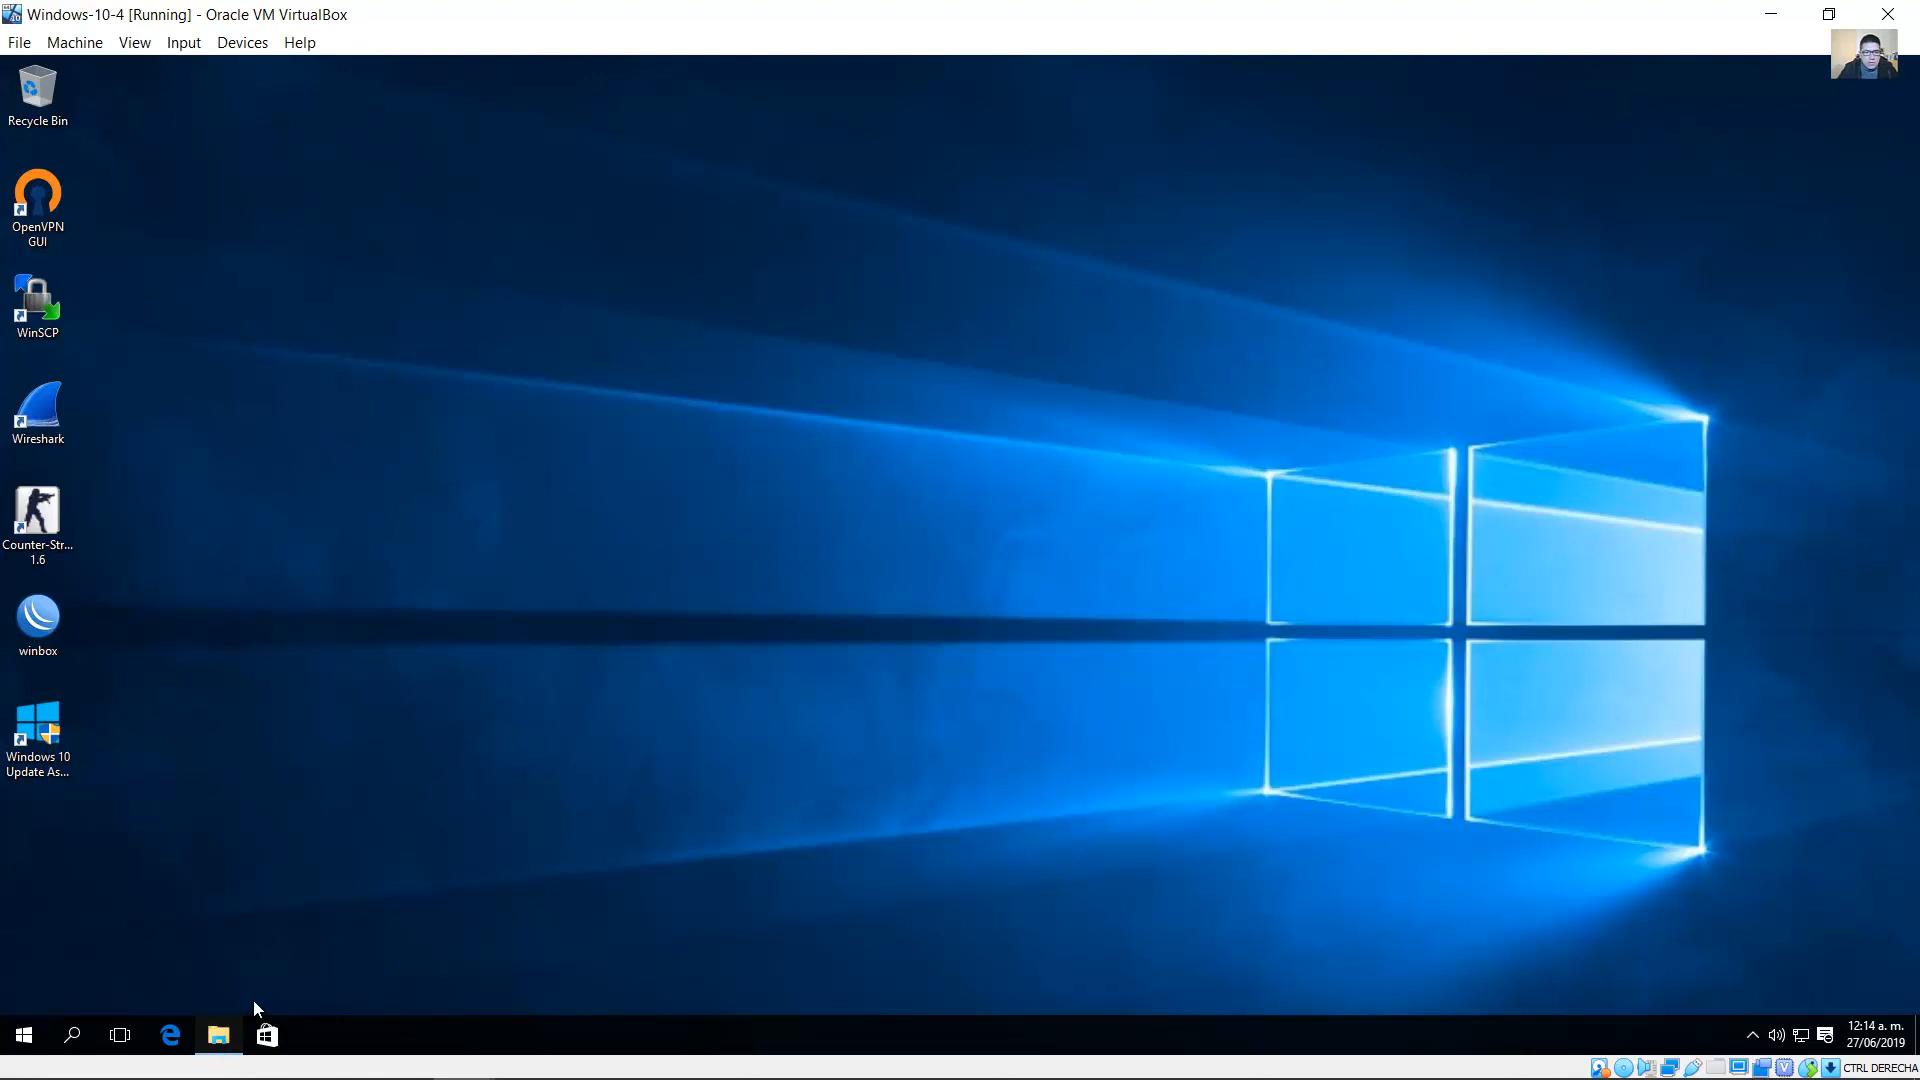 Windows-10-4 [Running] - Oracle VM VirtualBox
File Machine View Input Devices Help
Recycle Bin
OpenVPN
GUI
WinSCP
Wireshark
Counter-Str...
1.6
winbox
Windows 10
Update As...
12:14 a. m.
27/06/2019
CTRL DERECHA